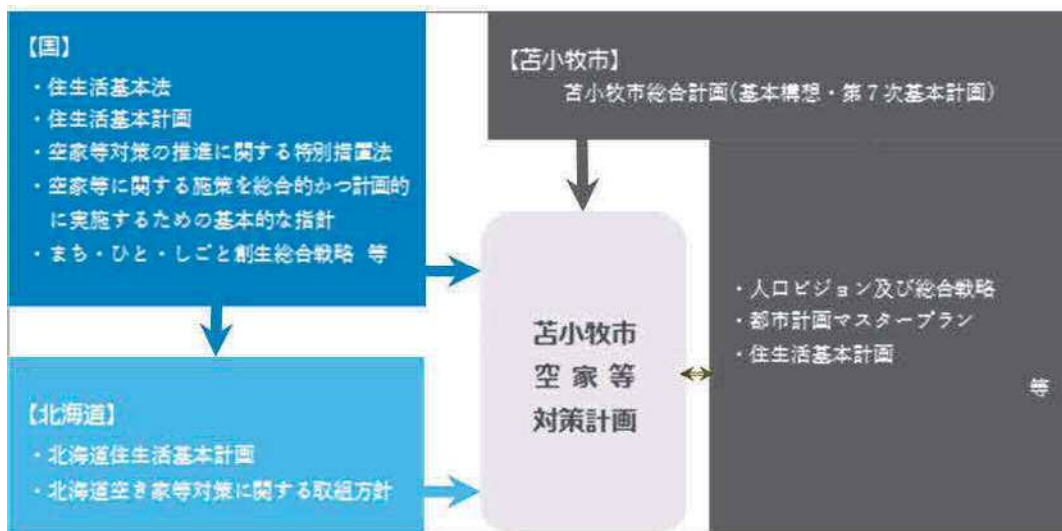 【国】
・住生活基本法
・住生活基本計画
・空家等対策の推進に関する特別措置法
・空家等に関する施策を総合的かつ計画的
に実施するための基本的な指針
・まち・ひと・しごと創生総合戦略 等
【北海道】
・北海道住生活基本計画
・北海道空き家等対策に関する取組方針
【苫小牧市】
苫小牧市総合計画(基本構想・第7次基本計画)
苫小牧市
空家等
対策計画
・人口ビジョン及び総合戦略
・都市計画マスタープラン
・住生活基本計画
等